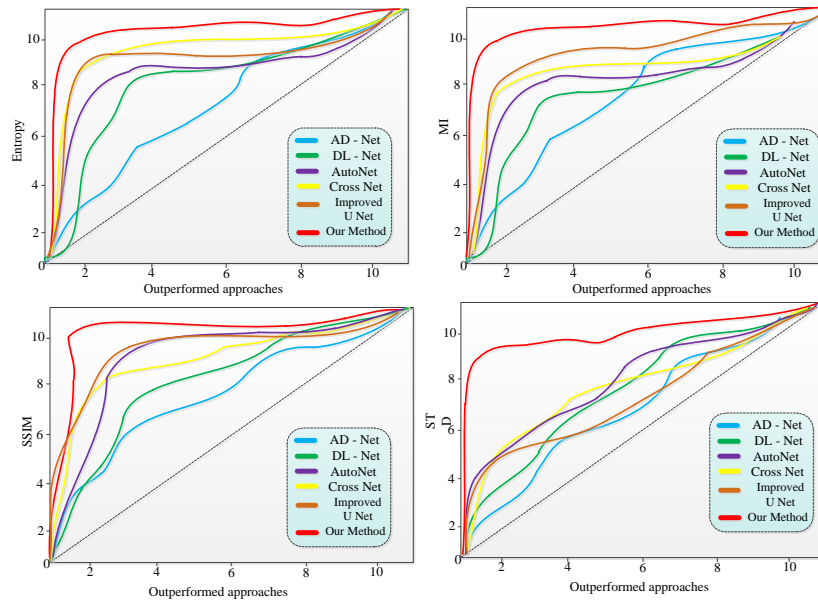 10
8
6
4
2
0
Entropy
2
4
6
8
10
Outperformed approaches
AD - Net
DL - Net
AutoNet
Cross Net
Improved
U Net
Our Method
10
8
6
4
2
0
MI
2
4
6
8
10
Outperformed approaches
AD - Net
DL - Net
AutoNet
Cross Net
Improved
U Net
Our Method
10
8
6
4
2
0
SSIM
2
4
6
8
10
Outperformed approaches
AD - Net
DL - Net
AutoNet
Cross Net
Improved
U Net
Our Method
10
8
6
4
2
0
ST
D
2
4
6
8
10
Outperformed approaches
AD - Net
DL - Net
AutoNet
Cross Net
Improved
U Net
Our Method